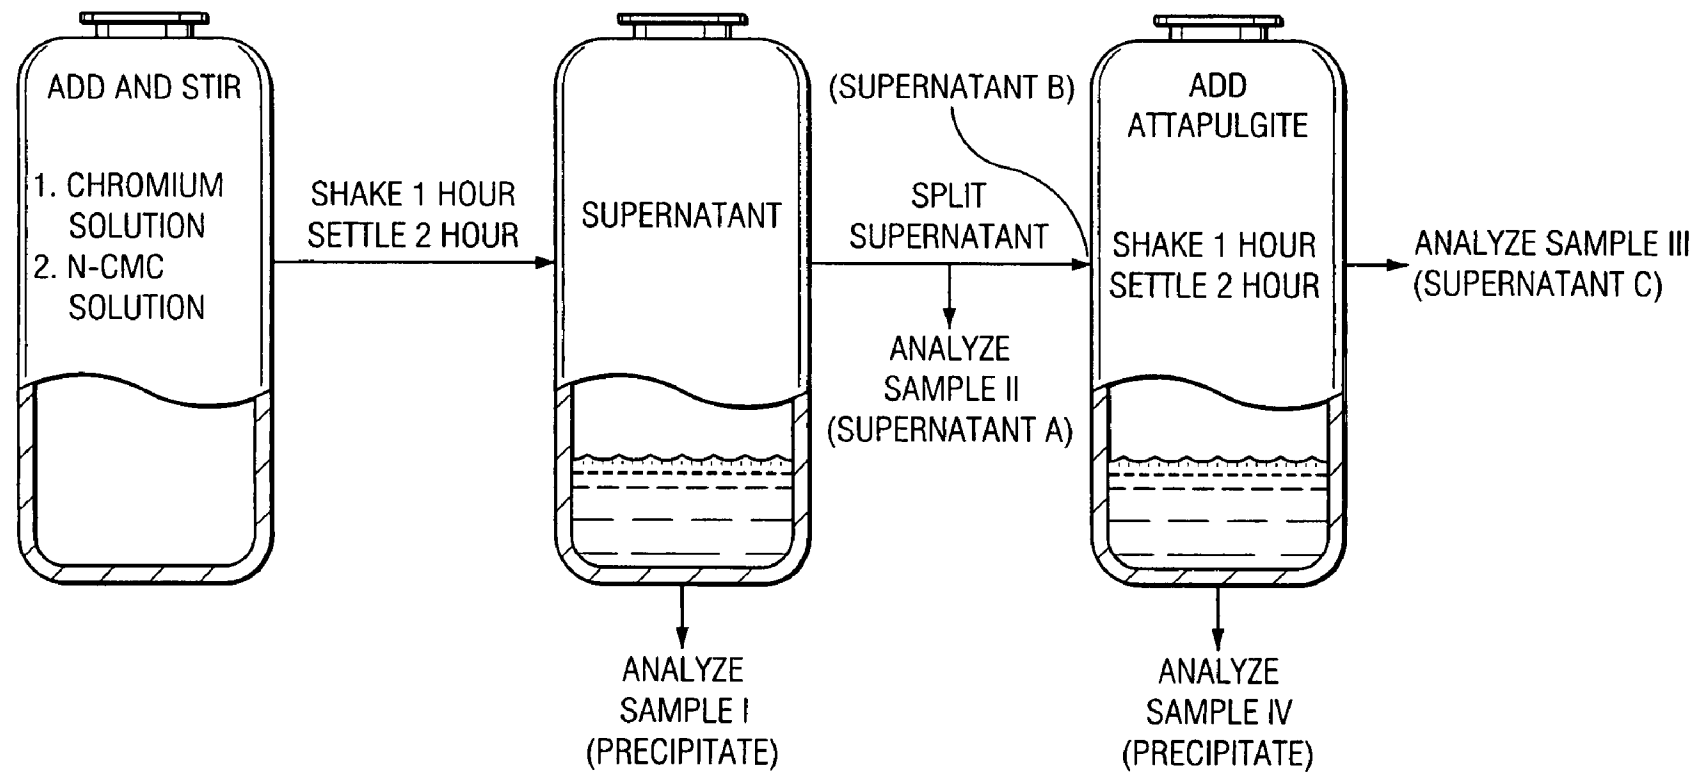 ADD AND STIR
1. CHROMIUM
SOLUTION
2. N-CMC
SOLUTION
SHAKE 1 HOUR
SETTLE 2 HOUR
SUPERNATANT
ANALYZE
SAMPLE I
(PRECIPITATE)
(SUPERNATANT B)
SPLIT
SUPERNATANT
ANALYZE
SAMPLE II
(SUPERNATANT A)
ADD
ATTAPULGITE
SHAKE 1 HOUR
SETTLE 2 HOUR
ANALYZE
SAMPLE IV
(PRECIPITATE)
ANALYZE SAMPLE III
(SUPERNATANT C)